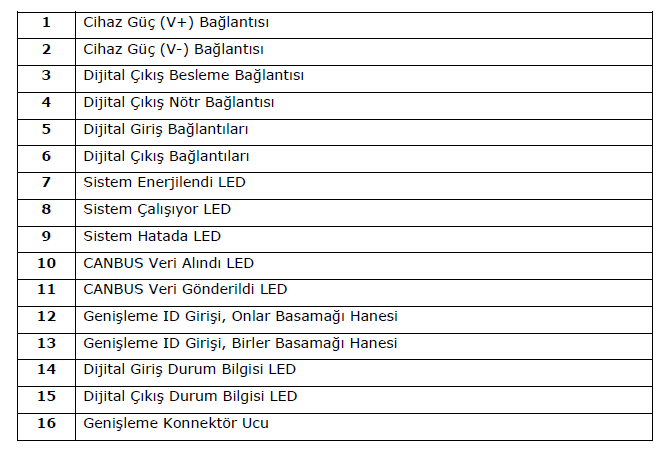 1 Cihaz Güç (V+) Bağlantısı
2 Cihaz Güç (V-) Bağlantısı
3 Dijital Çıkış Besleme Bağlantısı
4 Dijital Çıkış Nötr Bağlantısı
5 Dijital Giriş Bağlantıları
6 Dijital Çıkış Bağlantıları
7 Sistem Enerjilendi LED
8 Sistem Çalışıyor LED
9 Sistem Hatada LED
10 CANBUS Veri Alındı LED
11 CANBUS Veri Gönderildi LED
12 Genişleme ID Girişi, Onlar Basamağı Hanesi
13 Genişleme ID Girişi, Birler Basamağı Hanesi
14 Dijital Giriş Durum Bilgisi LED
15 Dijital Çıkış Durum Bilgisi LED
16 Genişleme Konnektör Ucu